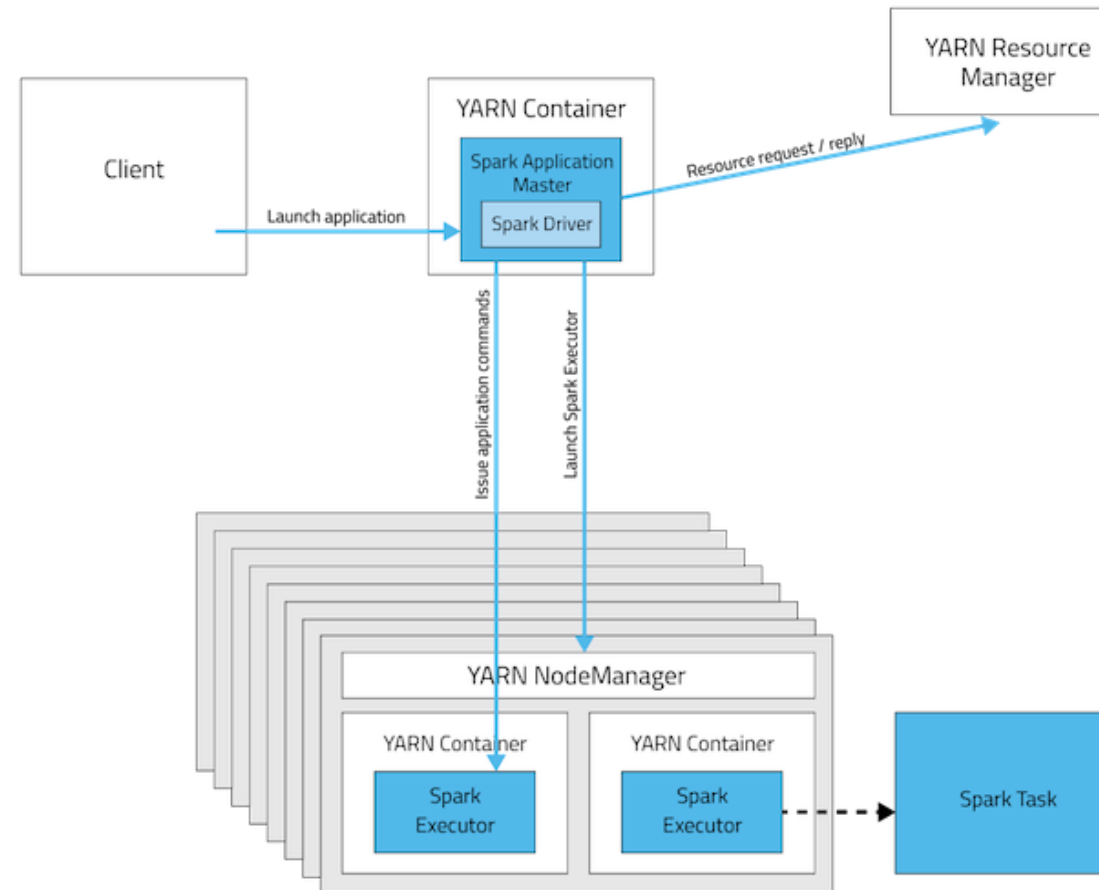 YARN Resource
Manager
Client
YARN Container
Spark Application
Master
Spark Driver
Launch application
Resource request / reply
Issue application commands
Launch Spark Executor
YARN NodeManager
YARN Container
Spark
Executor
YARN Container
Spark
Executor
Spark Task